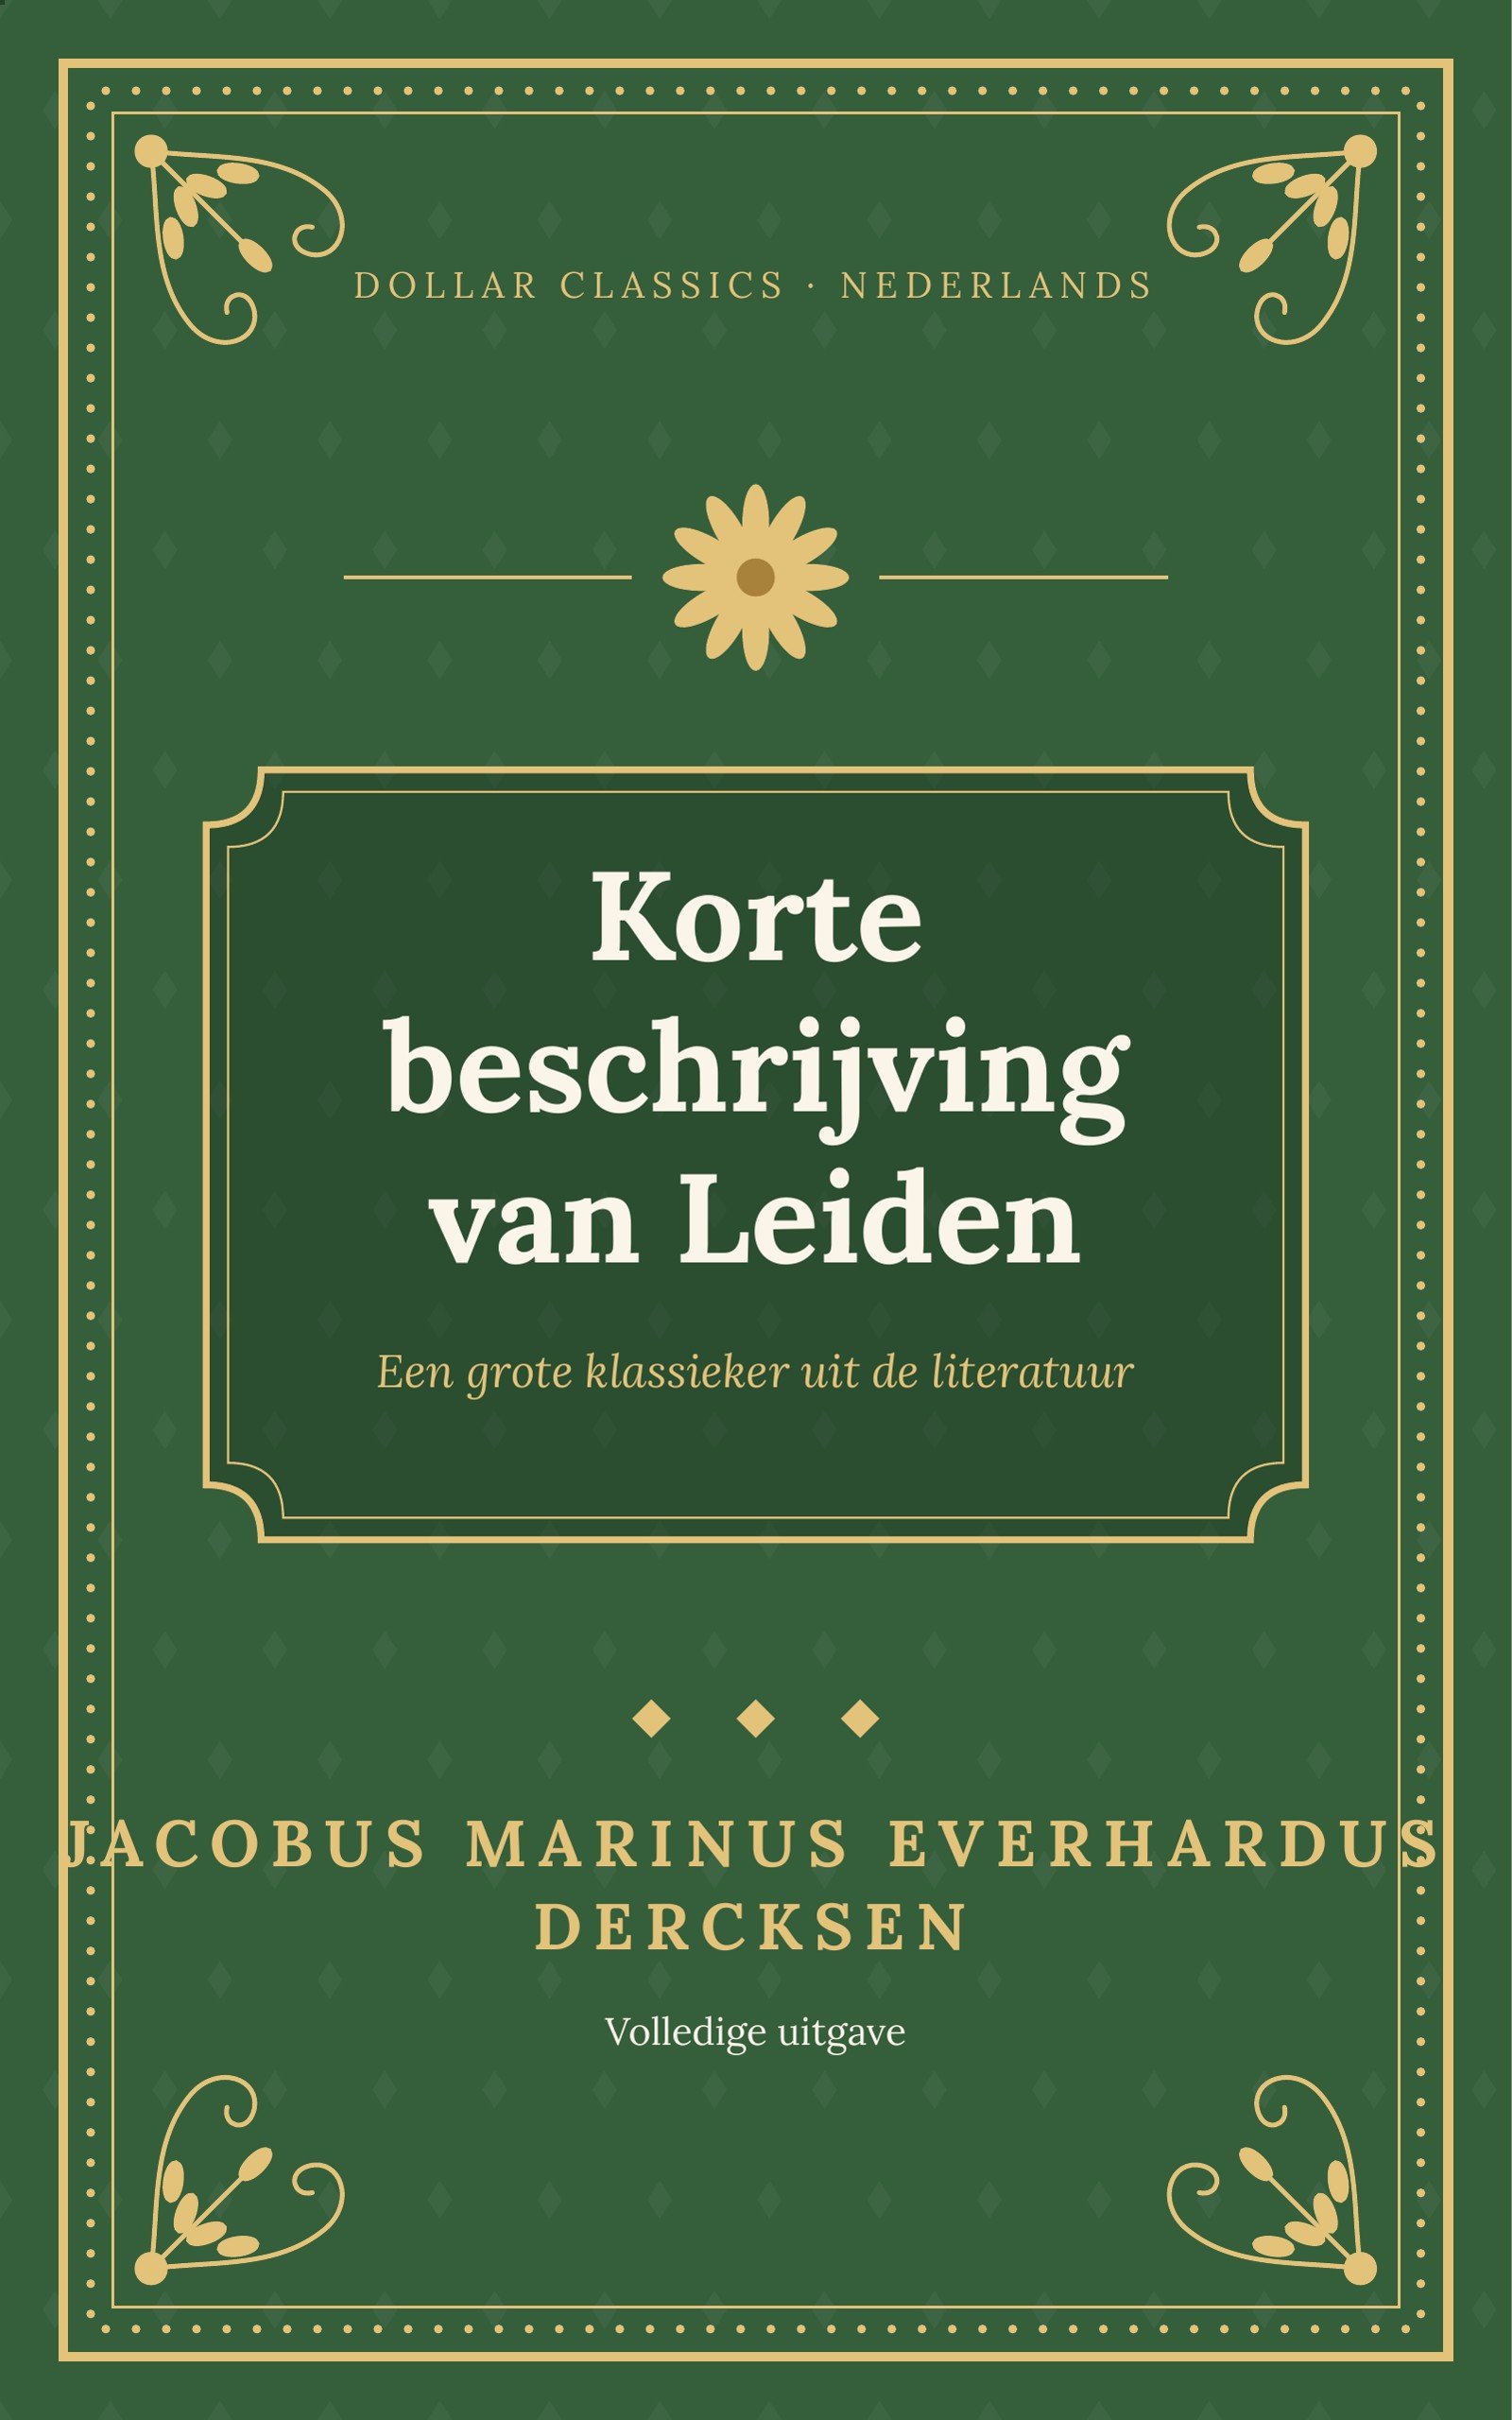 DOLLAR CLASSICS · NEDERLANDS
Korte
beschrijving
van Leiden
Een grote klassieker uit de literatuur
JACOBUS MARINUS EVERHARDUS
DERCKSEN
Volledige uitgave